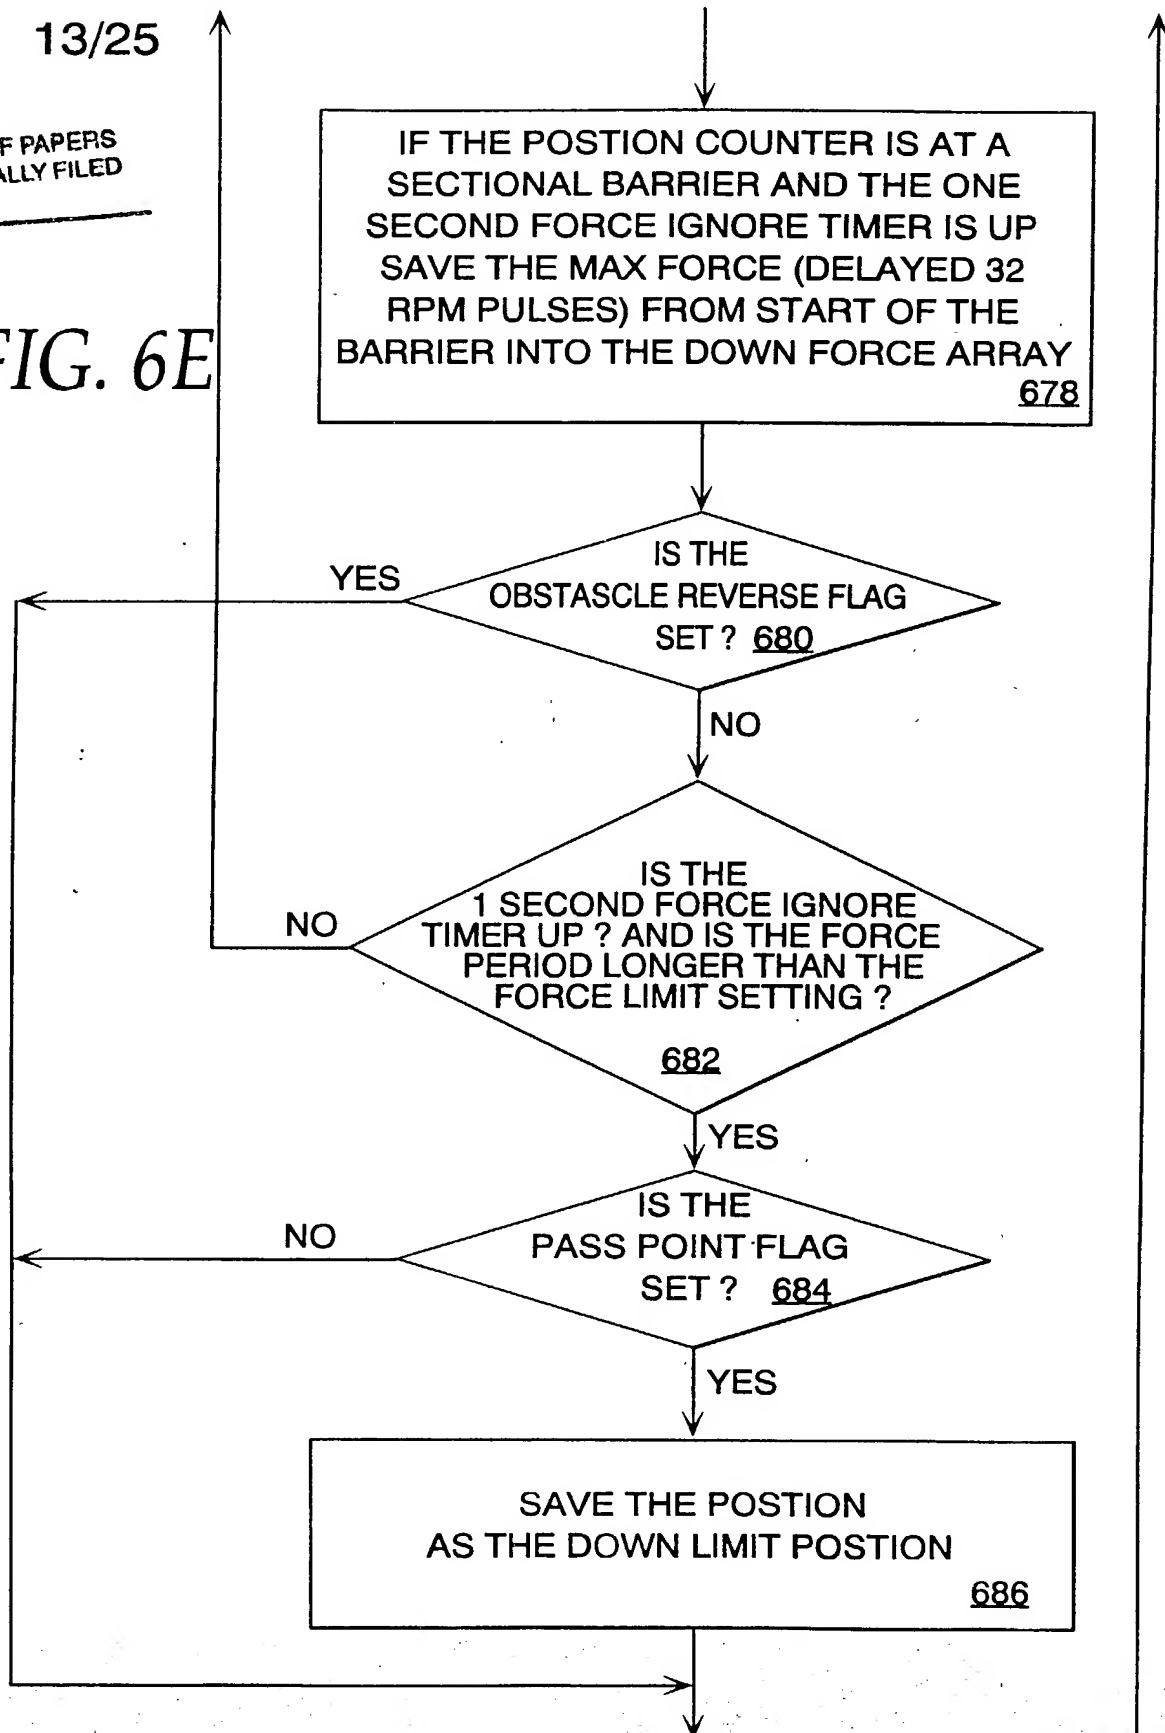 13/25
F PAPERS
ALLY FILED
FIG. 6E
IF THE POSTION COUNTER IS AT A
SECTIONAL BARRIER AND THE ONE
SECOND FORCE IGNORE TIMER IS UP
SAVE THE MAX FORCE (DELAYED 32
RPM PULSES) FROM START OF THE
BARRIER INTO THE DOWN FORCE ARRAY
678
YES
IS THE
OBSTASCLE REVERSE FLAG
SET ? 680
NO
NO
IS THE
1 SECOND FORCE IGNORE
TIMER UP ? AND IS THE FORCE
PERIOD LONGER THAN THE
FORCE LIMIT SETTING ?
682
YES
NO
IS THE
PASS POINT FLAG
SET ? 684
YES
SAVE THE POSTION
AS THE DOWN LIMIT POSTION
686